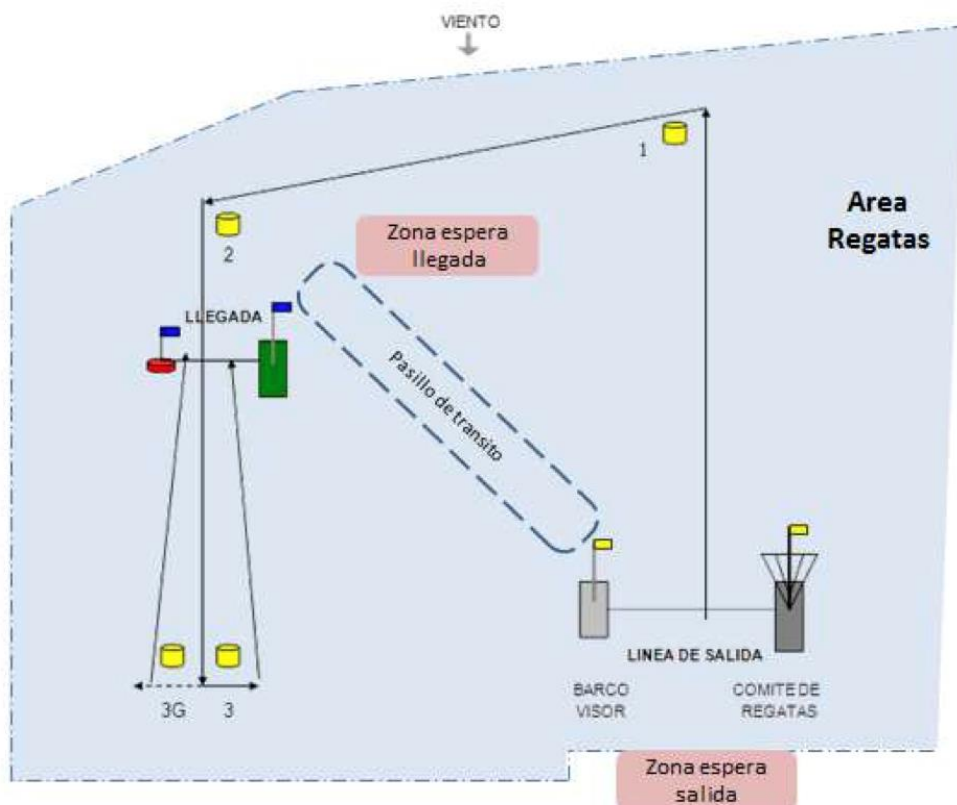 VIENTO
1
Area
Regatas
Zona espera
llegada
2
LLEGADA
Pasillo de transito
LINEA DE SALIDA
3G
3
BARCO
VISOR
COMITE DE
REGATAS
Zona espera
salida